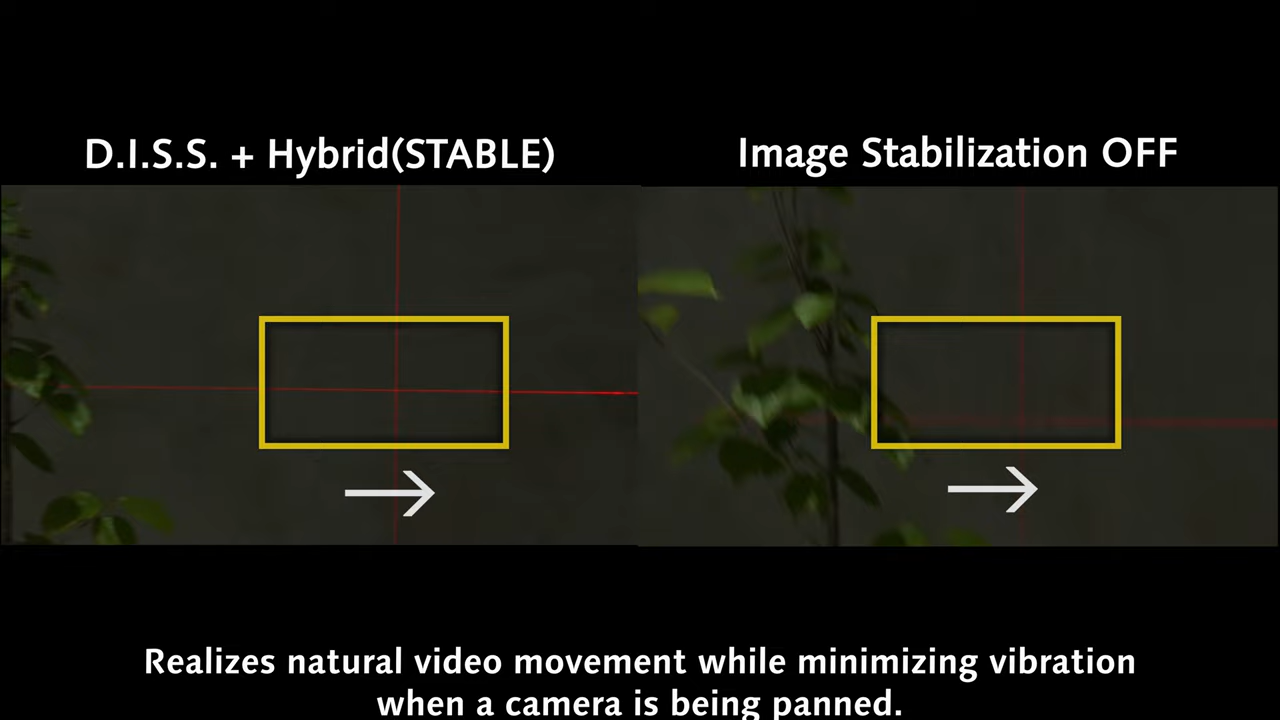 D.I.S.S. + Hybrid(STABLE)
Image Stabilization OFF
Realizes natural video movement while minimizing vibration
when a camera is being panned.